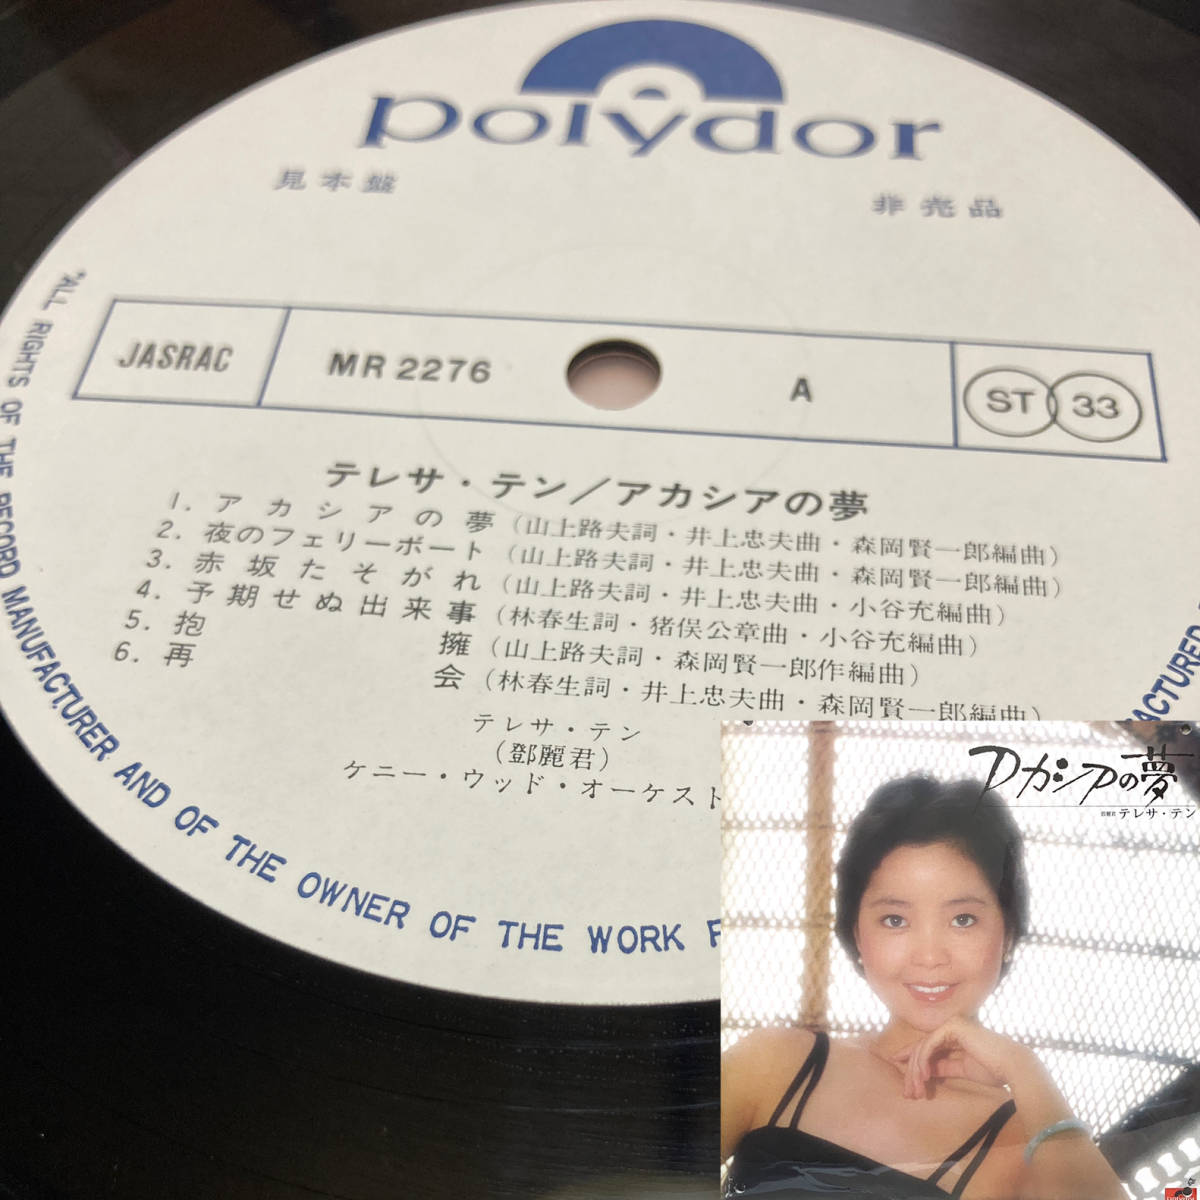 polydor
見本盤
非売品
JASRAC
MR 2276
A
ST 33
テレサ・テン/アカシアの夢
1. アカシアの夢(山上路夫詞・井上忠夫曲・森岡賢一郎編曲)
2. 夜のフェリーボート(山上路夫詞・井上忠夫曲・森岡賢一郎編曲)
3. 赤坂たそがれ(山上路夫詞・井上忠夫曲・小谷充編曲)
4. 予期せぬ出来事(林春生詞・猪俣公章曲・小谷充編曲)
5. 抱擁(山上路夫詞・森岡賢一郎作編曲)
6. 再会(林春生詞・井上忠夫曲・森岡賢一郎編曲)
テレサ・テン
(鄧麗君)
ケニー・ウッド・オーケスト
"ALL RIGHTS OF THE RECORD MANUFACTURER AND OF THE OWNER OF THE WORK
アカシアの夢
テレサ・テン